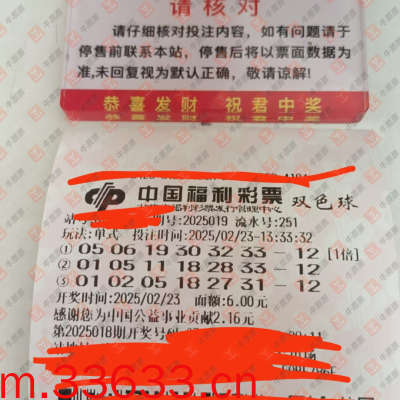 请核对
请仔细核对投注内容，如有问题请于
停售前联系本站，停售后将以票面数据为
准,未回复视为默认正确，敬请谅解!
恭喜发财 祝君中奖
中国福利彩票 双色球
期号:2025019 流水号:251
玩法:单式 投注时间:2025/02/23-13:33:32
① 05 06 19 30 32 33 — 12 [1倍]
② 01 05 11 18 28 33 — 12
③ 01 02 05 18 27 31 — 12
开奖时间:2025/02/23 面额:6.00元
感谢您为中国公益事业贡献2.16元
第2025018期开奖号码
m.33633.cn